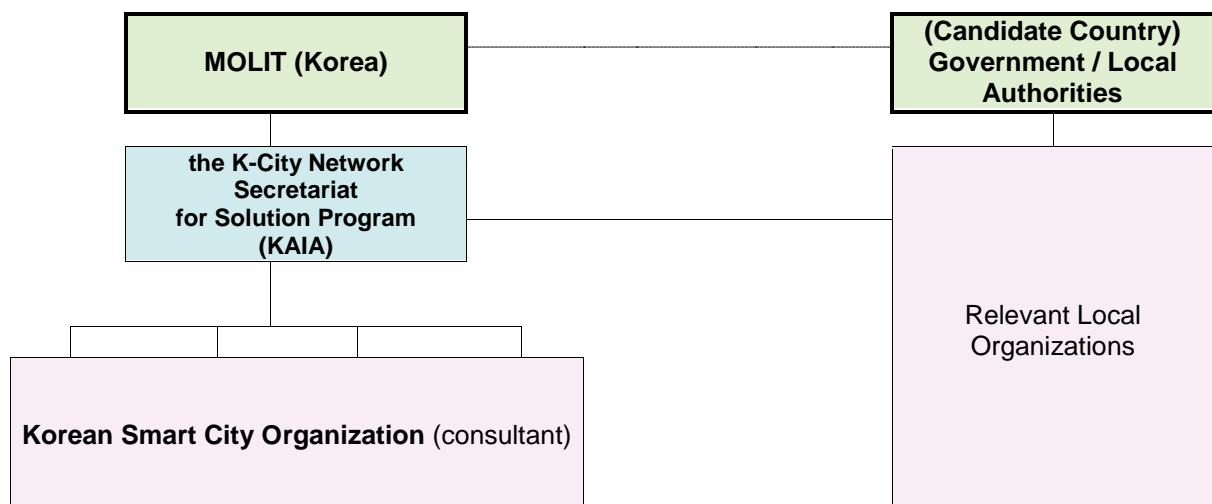 MOLIT (Korea)
(Candidate Country)
Government / Local
Authorities
the K-City Network
Secretariat
for Solution Program
(KAIA)
Relevant Local
Organizations
Korean Smart City Organization (consultant)